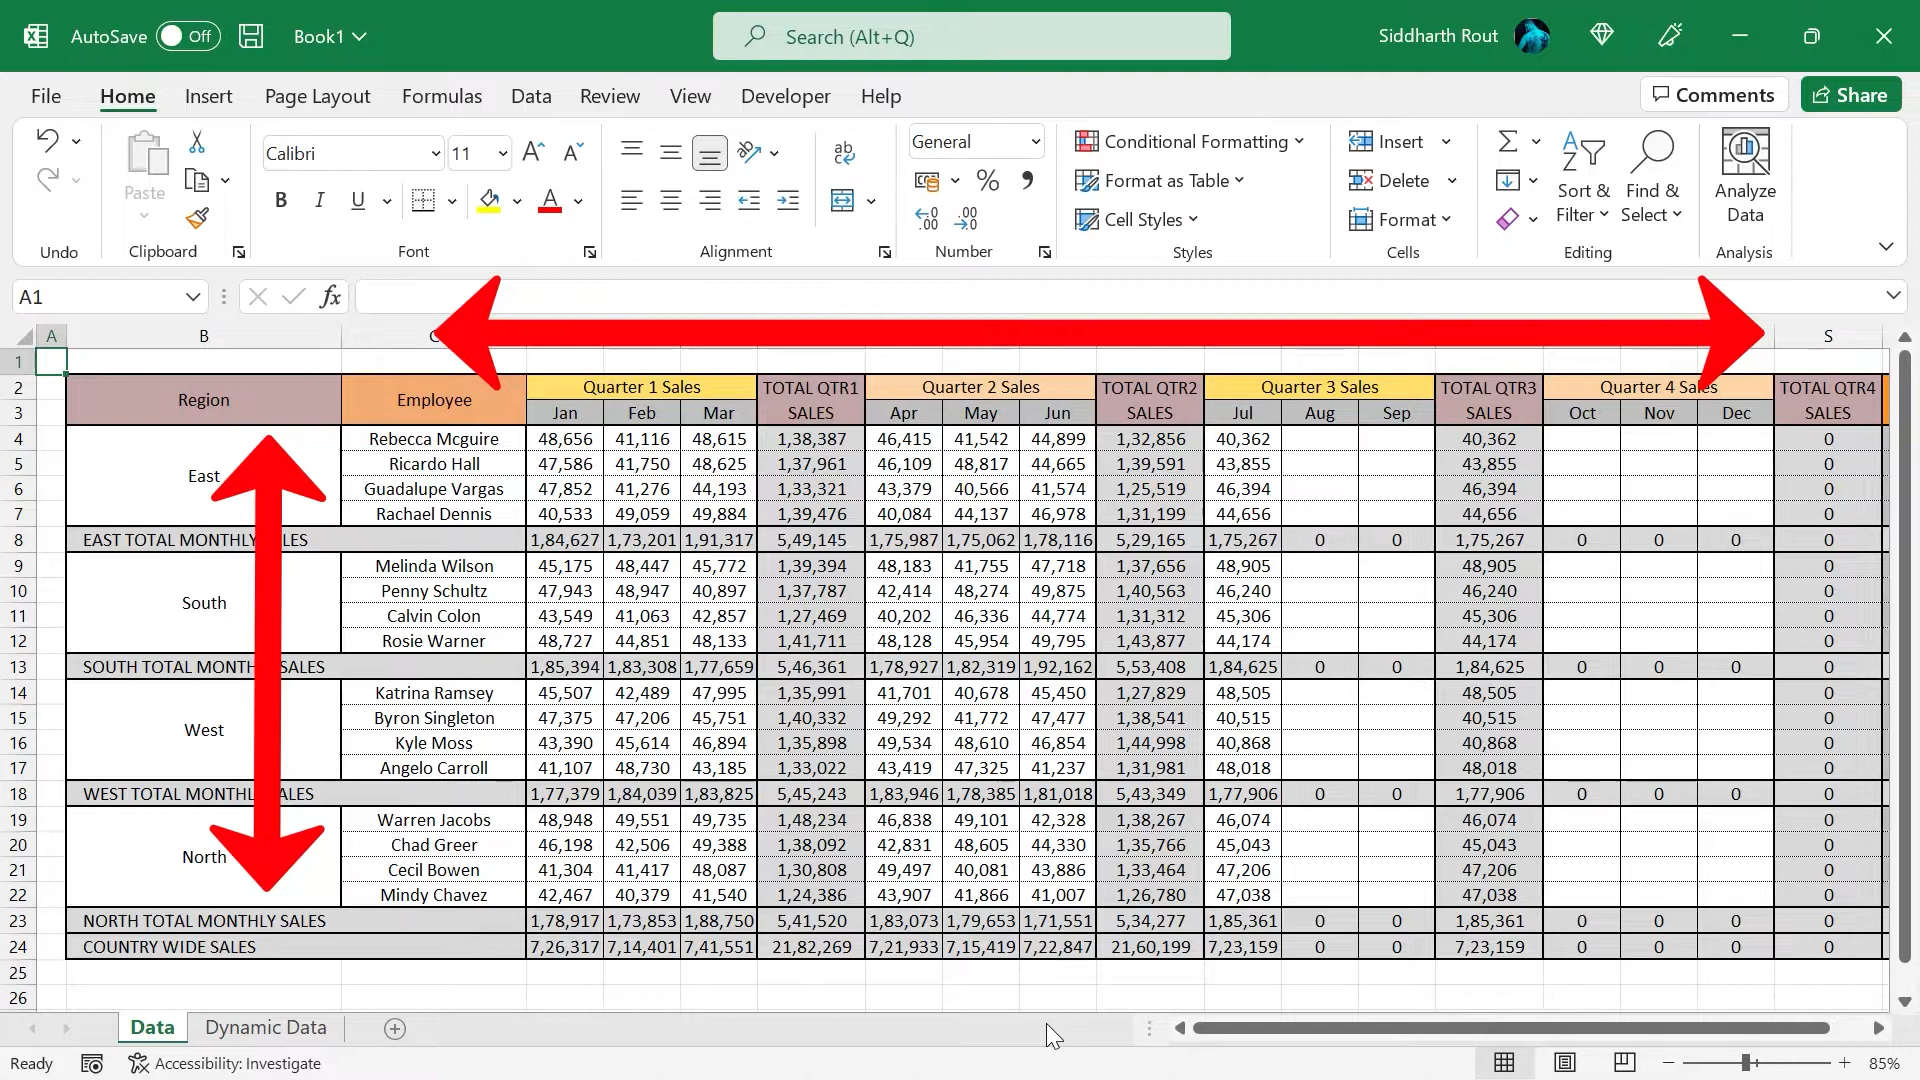 AutoSave Off Book1 Search (Alt+Q) Siddharth Rout
File Home Insert Page Layout Formulas Data Review View Developer Help Comments Share
Calibri 11 General Conditional Formatting Insert
Paste Format as Table Delete Sort & Find & Analyze
B I U % Cell Styles Format Filter Select Data
Undo Clipboard Font Alignment Number Styles Cells Editing Analysis
A1 fx
A B S
1
2 Region Employee Quarter 1 Sales TOTAL QTR1 Quarter 2 Sales TOTAL QTR2 Quarter 3 Sales TOTAL QTR3 Quarter 4 Sales TOTAL QTR4
3 Jan Feb Mar SALES Apr May Jun SALES Jul Aug Sep SALES Oct Nov Dec SALES
4 Rebecca Mcguire 48,656 41,116 48,615 1,38,387 46,415 41,542 44,899 1,32,856 40,362 40,362 0
5 East Ricardo Hall 47,586 41,750 48,625 1,37,961 46,109 48,817 44,665 1,39,591 43,855 43,855 0
6 Guadalupe Vargas 47,852 41,276 44,193 1,33,321 43,379 40,566 41,574 1,25,519 46,394 46,394 0
7 Rachael Dennis 40,533 49,059 49,884 1,39,476 40,084 44,137 46,978 1,31,199 44,656 44,656 0
8 EAST TOTAL 1,84,627 1,73,201 1,91,317 5,49,145 1,75,987 1,75,062 1,78,116 5,29,165 1,75,267 0 0 1,75,267 0 0 0 0
9 Melinda Wilson 45,175 48,447 45,772 1,39,394 48,183 41,755 47,718 1,37,656 48,905 48,905 0
10 South Penny Schultz 47,943 48,947 40,897 1,37,787 42,414 48,274 49,875 1,40,563 46,240 46,240 0
11 Calvin Colon 43,549 41,063 42,857 1,27,469 40,202 46,336 44,774 1,31,312 45,306 45,306 0
12 Rosie Warner 48,727 44,851 48,133 1,41,711 48,128 45,954 49,795 1,43,877 44,174 44,174 0
13 SOUTH TOTAL SALES 1,85,394 1,83,308 1,77,659 5,46,361 1,78,927 1,82,319 1,92,162 5,53,408 1,84,625 0 0 1,84,625 0 0 0 0
14 Katrina Ramsey 45,507 42,489 47,995 1,35,991 41,701 40,678 45,450 1,27,829 48,505 48,505 0
15 West Byron Singleton 47,375 47,206 45,751 1,40,332 49,292 41,772 47,477 1,38,541 40,515 40,515 0
16 Kyle Moss 43,390 45,614 46,894 1,35,898 49,534 48,610 46,854 1,44,998 40,868 40,868 0
17 Angelo Carroll 41,107 48,730 43,185 1,33,022 43,419 47,325 41,237 1,31,981 48,018 48,018 0
18 WEST TOTAL 1,77,379 1,84,039 1,83,825 5,45,243 1,83,946 1,78,385 1,81,018 5,43,349 1,77,906 0 0 1,77,906 0 0 0 0
19 Warren Jacobs 48,948 49,551 49,735 1,48,234 46,838 49,101 42,328 1,38,267 46,074 46,074 0
20 North Chad Greer 46,198 42,506 49,388 1,38,092 42,831 48,605 44,330 1,35,766 45,043 45,043 0
21 Cecil Bowen 41,304 41,417 48,087 1,30,808 49,497 40,081 43,886 1,33,464 47,206 47,206 0
22 Mindy Chavez 42,467 40,379 41,540 1,24,386 43,907 41,866 41,007 1,26,780 47,038 47,038 0
23 NORTH TOTAL MONTHLY SALES 1,78,917 1,73,853 1,88,750 5,41,520 1,83,073 1,79,653 1,71,551 5,34,277 1,85,361 0 0 1,85,361 0 0 0 0
24 COUNTRY WIDE SALES 7,26,317 7,14,401 7,41,551 21,82,269 7,21,933 7,15,419 7,22,847 21,60,199 7,23,159 0 0 7,23,159 0 0 0 0
25
26
Data Dynamic Data
Ready Accessibility: Investigate 85%